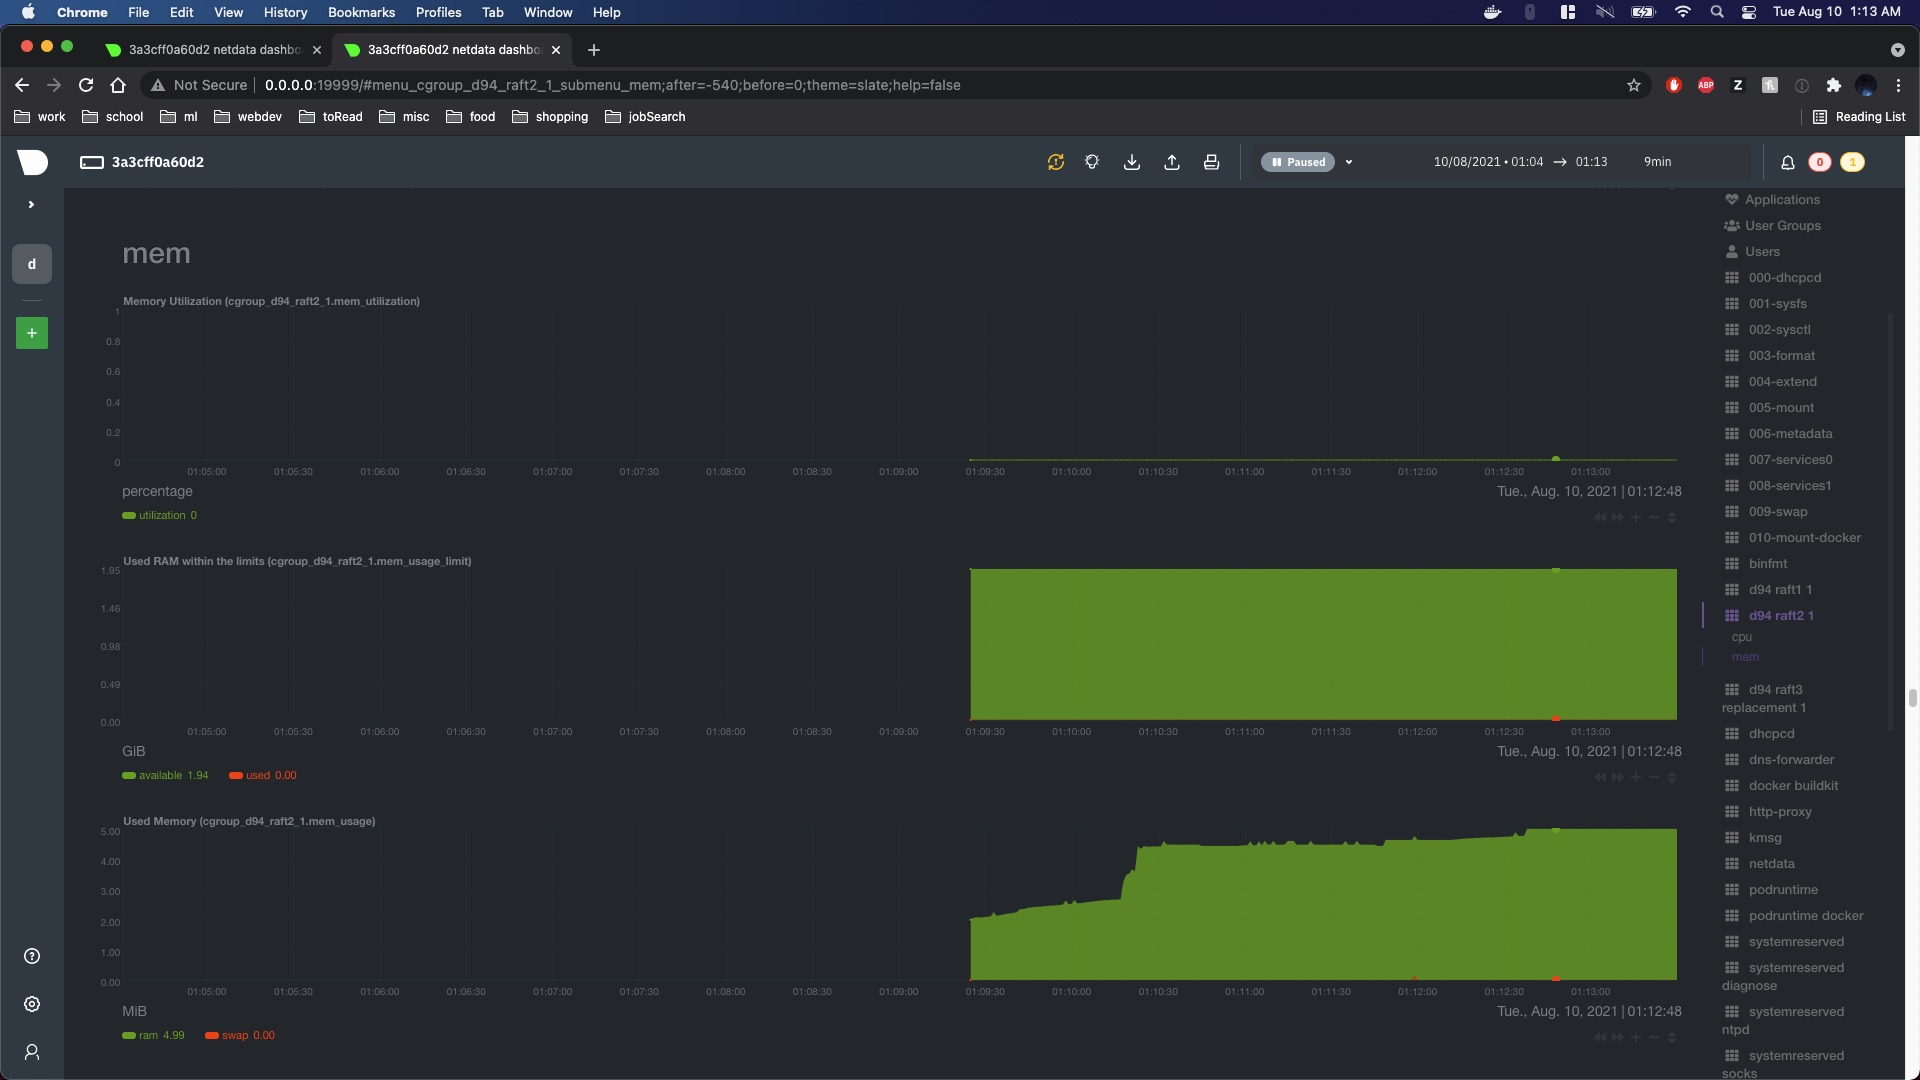 Chrome File Edit View History Bookmarks Profiles Tab Window Help Tue Aug 10 1:13 AM
3a3cff0a60d2 netdata dashbo 3a3cff0a60d2 netdata dashbo
Not Secure 0.0.0.0:19999/#menu_cgroup_d94_raft2_1_submenu_mem;after=-540;before=0;theme=slate;help=false ABP Z
work school ml webdev toRead misc food shopping jobSearch Reading List
3a3cff0a60d2 Paused 10/08/2021 • 01:04 → 01:13 9min 0 1
d
mem
Memory Utilization (cgroup_d94_raft2_1.mem_utilization)
1
0.8
0.6
0.4
0.2
0
01:05:00 01:05:30 01:06:00 01:06:30 01:07:00 01:07:30 01:08:00 01:08:30 01:09:00 01:09:30 01:10:00 01:10:30 01:11:00 01:11:30 01:12:00 01:12:30 01:13:00
percentage Tue., Aug. 10, 2021 | 01:12:48
utilization 0
Used RAM within the limits (cgroup_d94_raft2_1.mem_usage_limit)
1.95
1.46
0.98
0.49
0.00
01:05:00 01:05:30 01:06:00 01:06:30 01:07:00 01:07:30 01:08:00 01:08:30 01:09:00 01:09:30 01:10:00 01:10:30 01:11:00 01:11:30 01:12:00 01:12:30 01:13:00
GiB Tue., Aug. 10, 2021 | 01:12:48
available 1.94 used 0.00
Used Memory (cgroup_d94_raft2_1.mem_usage)
5.00
4.00
3.00
2.00
1.00
0.00
01:05:00 01:05:30 01:06:00 01:06:30 01:07:00 01:07:30 01:08:00 01:08:30 01:09:00 01:09:30 01:10:00 01:10:30 01:11:00 01:11:30 01:12:00 01:12:30 01:13:00
MiB Tue., Aug. 10, 2021 | 01:12:48
ram 4.99 swap 0.00
Applications
User Groups
Users
000-dhcpcd
001-sysfs
002-sysctl
003-format
004-extend
005-mount
006-metadata
007-services0
008-services1
009-swap
010-mount-docker
binfmt
d94 raft1 1
d94 raft2 1
cpu
mem
d94 raft3
replacement 1
dhcpcd
dns-forwarder
docker buildkit
http-proxy
kmsg
netdata
podruntime
podruntime docker
systemreserved
systemreserved
diagnose
systemreserved
ntpd
systemreserved
socks